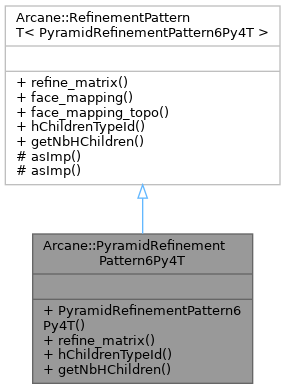 Arcane::RefinementPattern
T< PyramidRefinementPattern6Py4T >
+ refine_matrix()
+ face_mapping()
+ face_mapping_topo()
+ hChildrenTypeId()
+ getNbHChildren()
# asImp()
# asImp()
Arcane::PyramidRefinement
Pattern6Py4T
+ PyramidRefinementPattern6
Py4T()
+ refine_matrix()
+ hChildrenTypeId()
+ getNbHChildren()